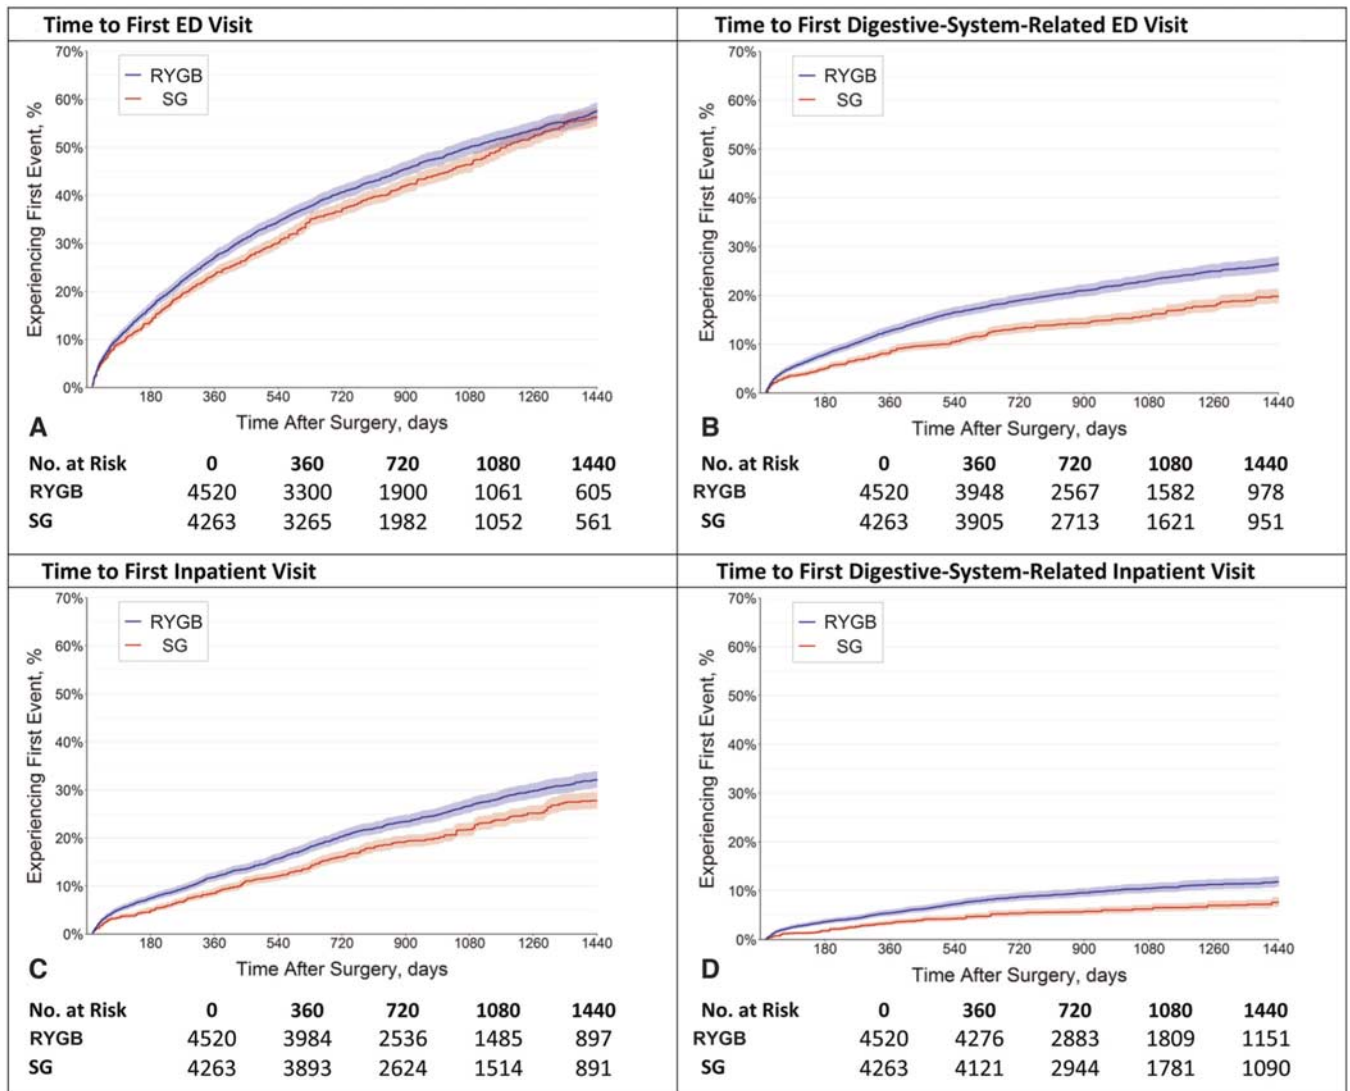 Time to First ED Visit
70%
60%
50%
40%
30%
20%
10%
0%
Experiencing First Event, %
RYGB
SG
180 360 540 720 900 1080 1260 1440
Time After Surgery, days
A
No. at Risk 0 360 720 1080 1440
RYGB 4520 3300 1900 1061 605
SG 4263 3265 1982 1052 561
Time to First Digestive-System-Related ED Visit
70%
60%
50%
40%
30%
20%
10%
0%
Experiencing First Event, %
RYGB
SG
180 360 540 720 900 1080 1260 1440
Time After Surgery, days
B
No. at Risk 0 360 720 1080 1440
RYGB 4520 3948 2567 1582 978
SG 4263 3905 2713 1621 951
Time to First Inpatient Visit
70%
60%
50%
40%
30%
20%
10%
0%
Experiencing First Event, %
RYGB
SG
180 360 540 720 900 1080 1260 1440
Time After Surgery, days
C
No. at Risk 0 360 720 1080 1440
RYGB 4520 3984 2536 1485 897
SG 4263 3893 2624 1514 891
Time to First Digestive-System-Related Inpatient Visit
70%
60%
50%
40%
30%
20%
10%
0%
Experiencing First Event, %
RYGB
SG
180 360 540 720 900 1080 1260 1440
Time After Surgery, days
D
No. at Risk 0 360 720 1080 1440
RYGB 4520 4276 2883 1809 1151
SG 4263 4121 2944 1781 1090